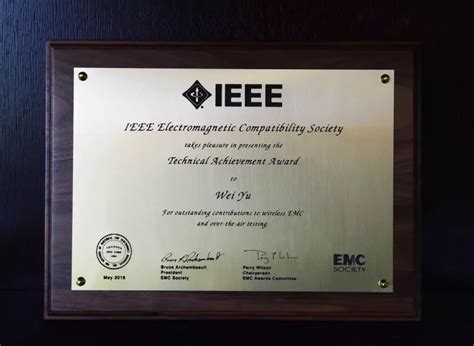 IEEE
IEEE Electromagnetic Compatibility Society
takes pleasure in presenting the
Technical Achievement Award
to
Wei Yu
For outstanding contributions to wireless EMC
and over-the-air testing.
May 2018
Bruce Archambeault
President
EMC Society
Perry Wilson
Chairperson
EMC Awards Committee
EMC
SOCIETY